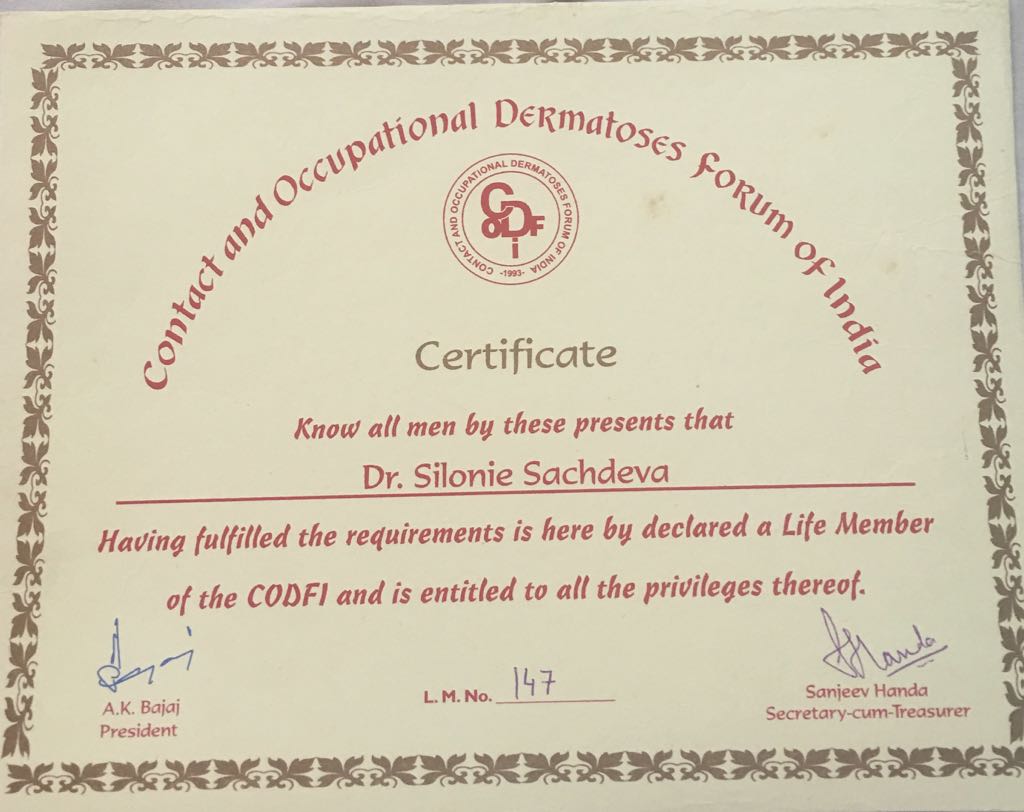 Contact and Occupational Dermatoses Forum of India
CONTACT AND OCCUPATIONAL DERMATOSES FORUM OF INDIA
CODFi
-1993-
Certificate
Know all men by these presents that
Dr. Silonie Sachdeva
Having fulfilled the requirements is here by declared a Life Member
of the CODFI and is entitled to all the privileges thereof.
Bajaj
SHanda
A.K. Bajaj
President
L. M. No. 147
Sanjeev Handa
Secretary-cum-Treasurer